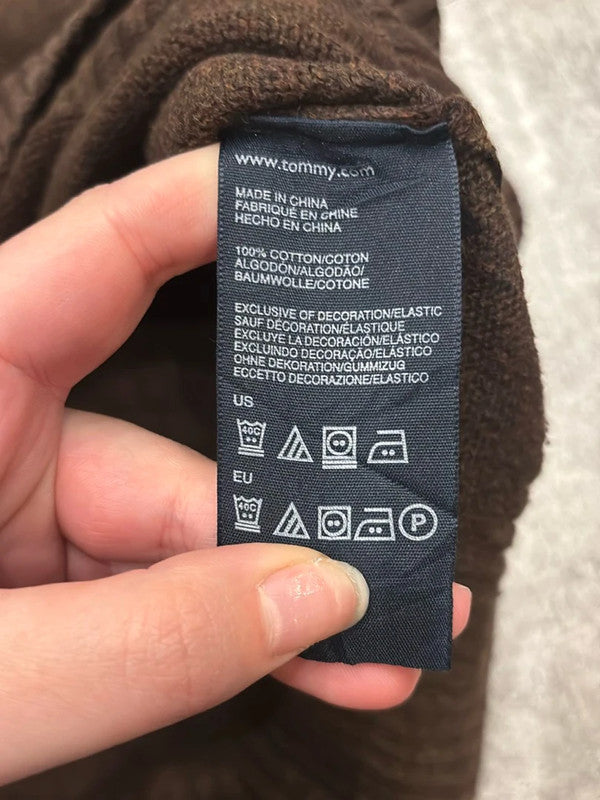 www.tommy.com
MADE IN CHINA
FABRIQUÉ EN CHINE
HECHO EN CHINA
100% COTTON/COTON
ALGODÓN/ALGODÃO/
BAUMWOLLE/COTONE
EXCLUSIVE OF DECORATION/ELASTIC
SAUF DÉCORATION/ÉLASTIQUE
EXCLUYE LA DECORACIÓN/ELÁSTICO
EXCLUINDO DECORAÇÃO/ELÁSTICO
OHNE DEKORATION/GUMMIZUG
ECCETTO DECORAZIONE/ELASTICO
US
40C
EU
40C P